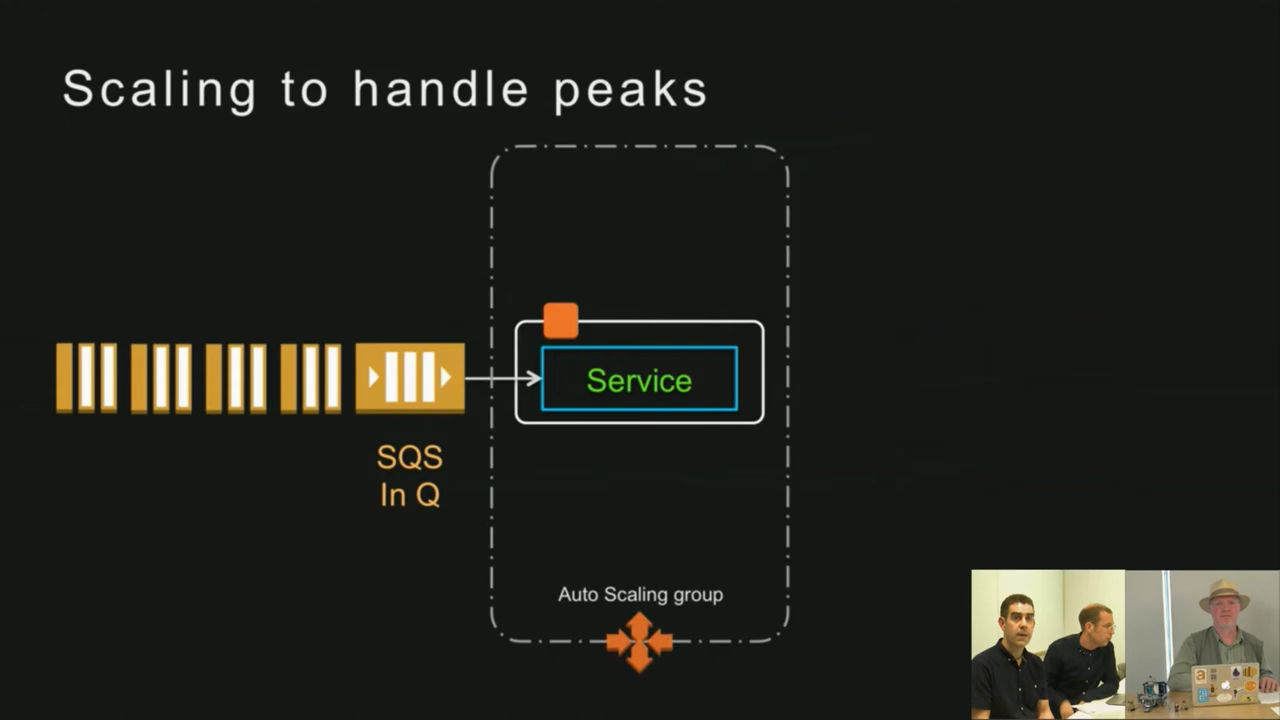 Scaling to handle peaks
Service
SQS
In Q
Auto Scaling group